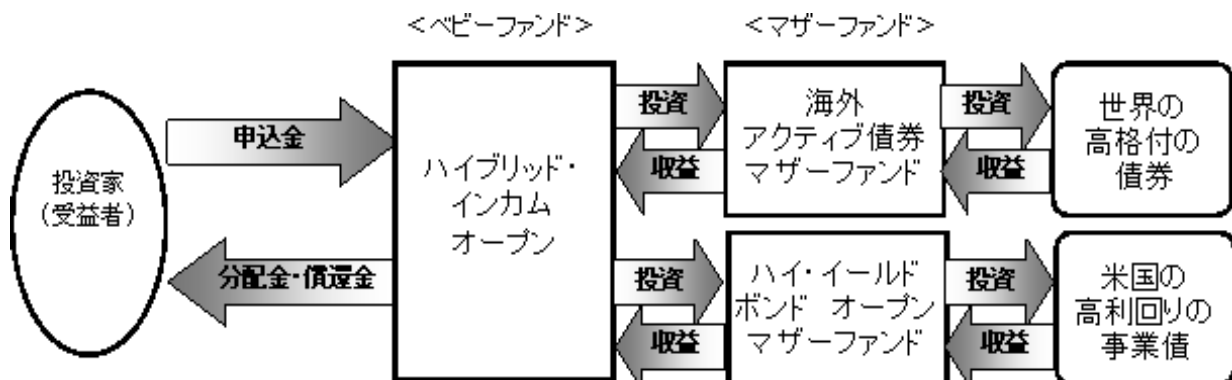 ＜ベビーファンド＞
＜マザーファンド＞
投資家
（受益者）
申込金
分配金・償還金
ハイブリッド・
インカム
オープン
投資
収益
海外
アクティブ債券
マザーファンド
投資
収益
世界の
高格付の
債券
投資
収益
ハイ・イールド
ボンド オープン
マザーファンド
投資
収益
米国の
高利回りの
事業債